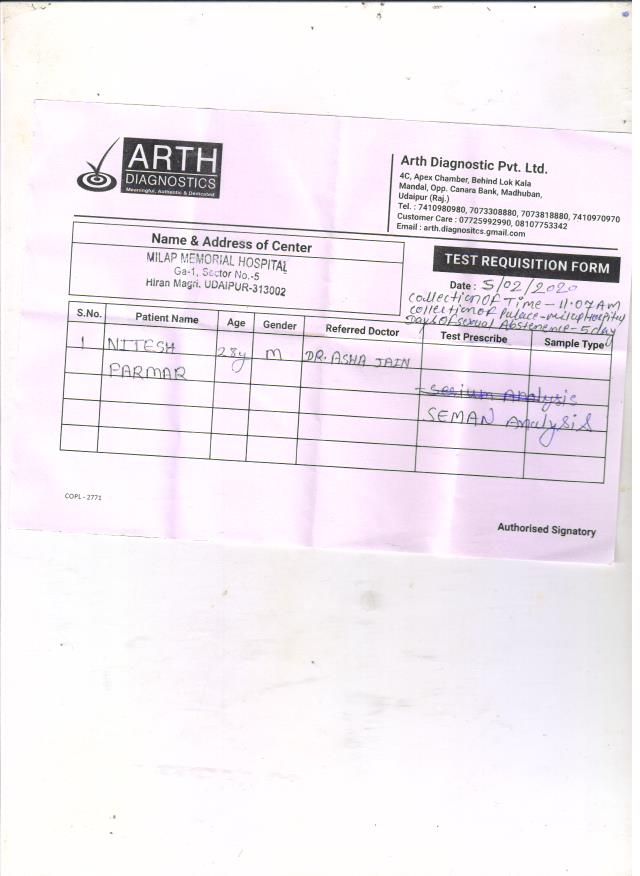 ARTH
DIAGNOSTICS
Meaningful, Authentic & Dedicated
Arth Diagnostic Pvt. Ltd.
4C, Apex Chamber, Behind Lok Kala
Mandal, Opp. Canara Bank, Madhuban,
Udaipur (Raj.)
Tel. : 7410980980, 7073308880, 7073818880, 7410970970
Customer Care : 07725992990, 08107753342
Email : arth.diagnositcs.gmail.com
Name & Address of Center
MILAP MEMORIAL HOSPITAL
Ga-1, Sector No.-5
Hiran Magri, UDAIPUR-313002
TEST REQUISITION FORM
Date : 5/02/2020
Collection Of Time - 11:07 AM
Collection of Palace - milap Hospital
Days Of sexual Abstenence - 5 day
S.No. Patient Name Age Gender Referred Doctor Test Prescribe Sample Type
1 NITESH 28y M DR. ASHA JAIN
PARMAR
Analysis
SEMAN Analysis
COPL - 2771
Authorised Signatory